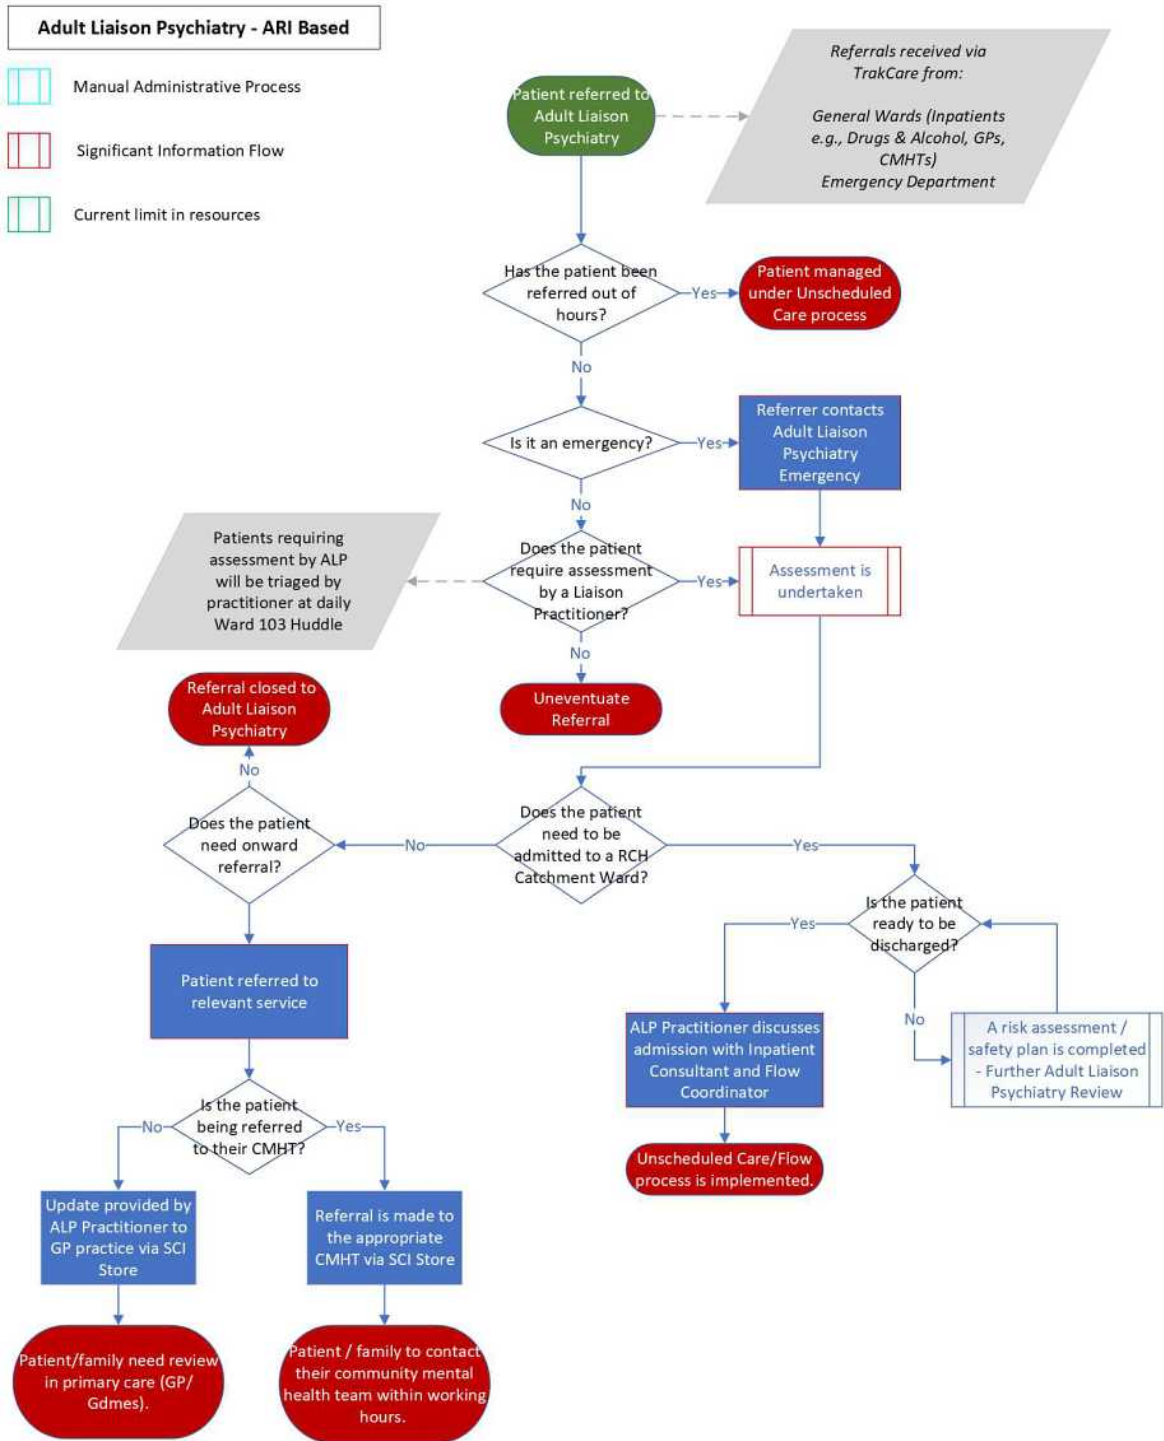 Adult Liaison Psychiatry - ARI Based
Manual Administrative Process
Significant Information Flow
Current limit in resources
Patient referred to
Adult Liaison
Psychiatry
Referrals received via
TrakCare from:
General Wards (Inpatients
e.g., Drugs & Alcohol, GPs,
CMHTs)
Emergency Department
Has the patient been
referred out of
hours?
Yes
Patient managed
under Unscheduled
Care process
No
Is it an emergency?
Yes
Referrer contacts
Adult Liaison
Psychiatry
Emergency
No
Patients requiring
assessment by ALP
will be triaged by
practitioner at daily
Ward 103 Huddle
Does the patient
require assessment
by a Liaison
Practitioner?
Yes
Assessment is
undertaken
No
Uneventuate
Referral
Referral closed to
Adult Liaison
Psychiatry
No
Does the patient
need onward
referral?
No
Does the patient
need to be
admitted to a RCH
Catchment Ward?
Yes
Is the patient
ready to be
discharged?
Yes
No
Patient referred to
relevant service
ALP Practitioner discusses
admission with Inpatient
Consultant and Flow
Coordinator
A risk assessment /
safety plan is completed
- Further Adult Liaison
Psychiatry Review
Is the patient
being referred
to their CMHT?
No
Yes
Unscheduled Care/Flow
process is implemented.
Update provided by
ALP Practitioner to
GP practice via SCI
Store
Referral is made to
the appropriate
CMHT via SCI Store
Patient/family need review
in primary care (GP/
Gdmes).
Patient / family to contact
their community mental
health team within working
hours.